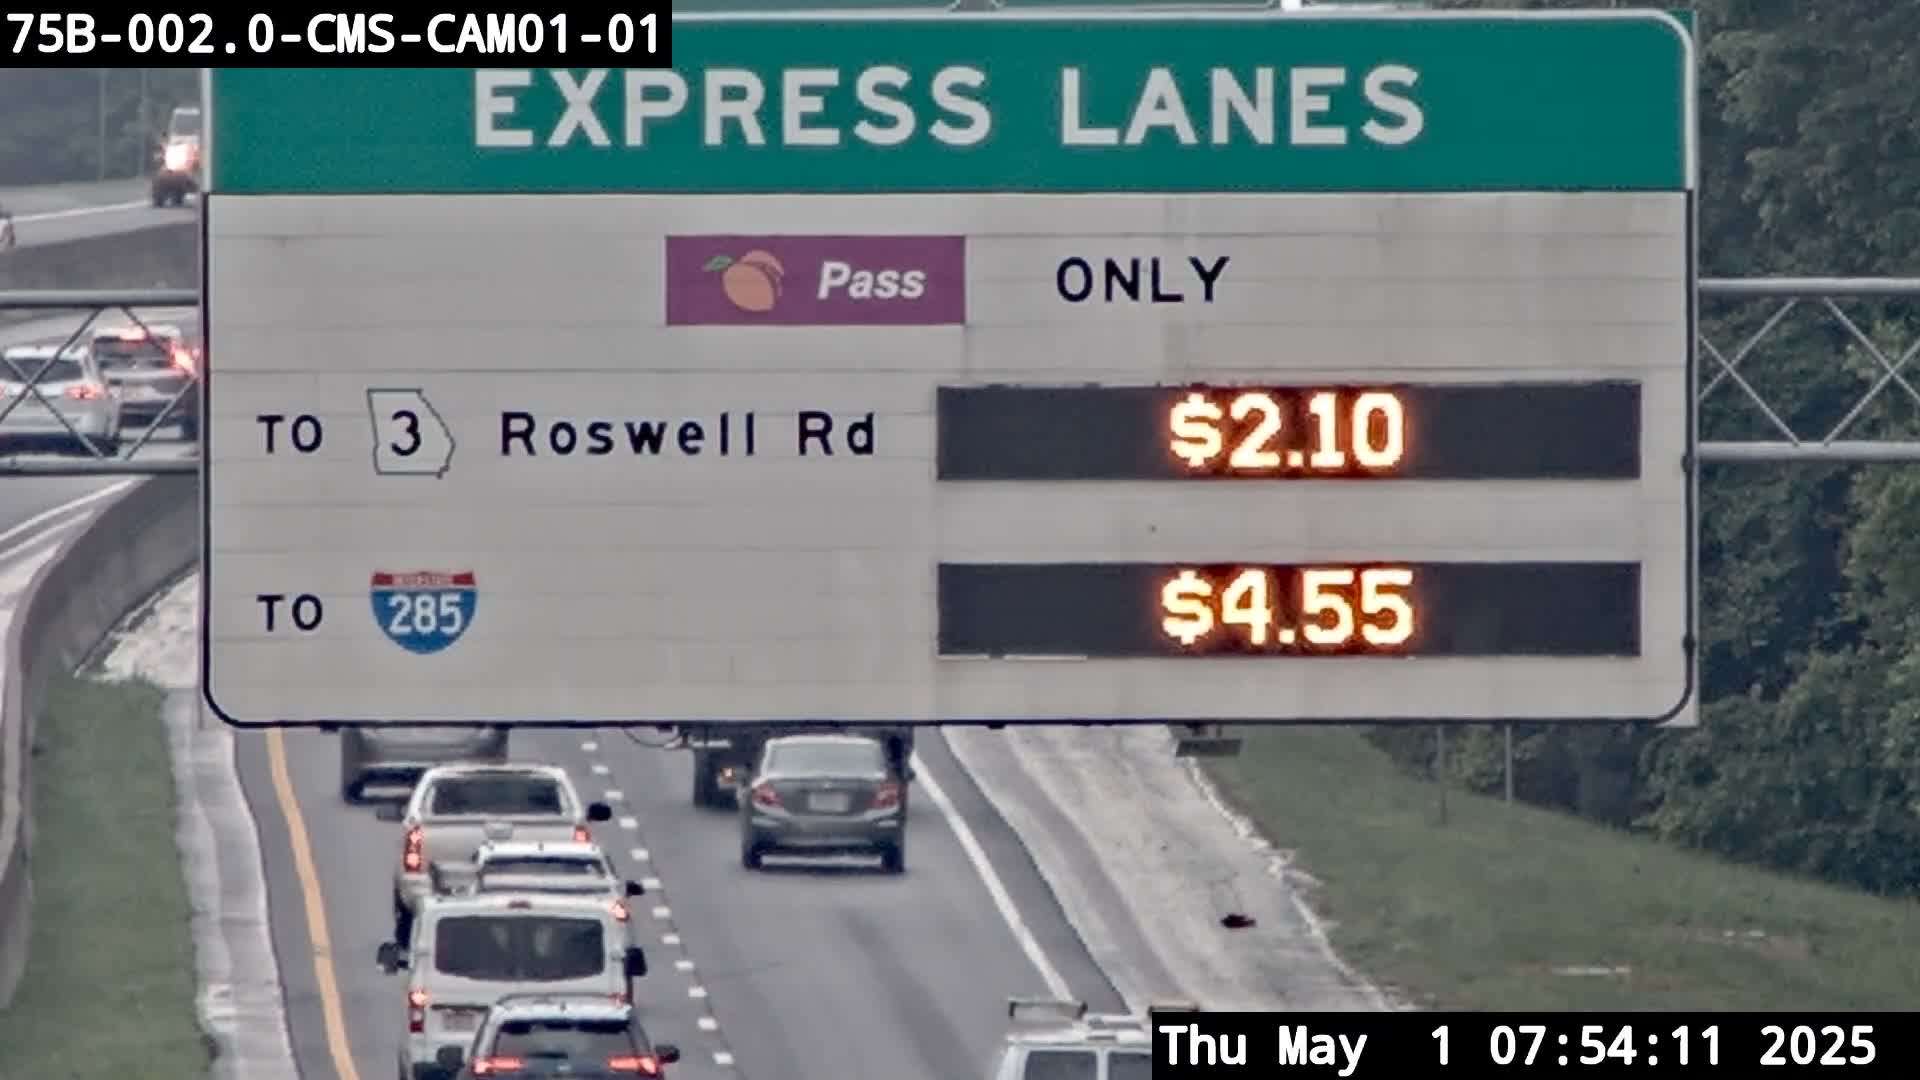 75B-002.0-CMS-CAM01-01
EXPRESS LANES
Pass ONLY
TO 3 Roswell Rd $2.10
INTERSTATE
TO 285 $4.55
Thu May 1 07:54:11 2025